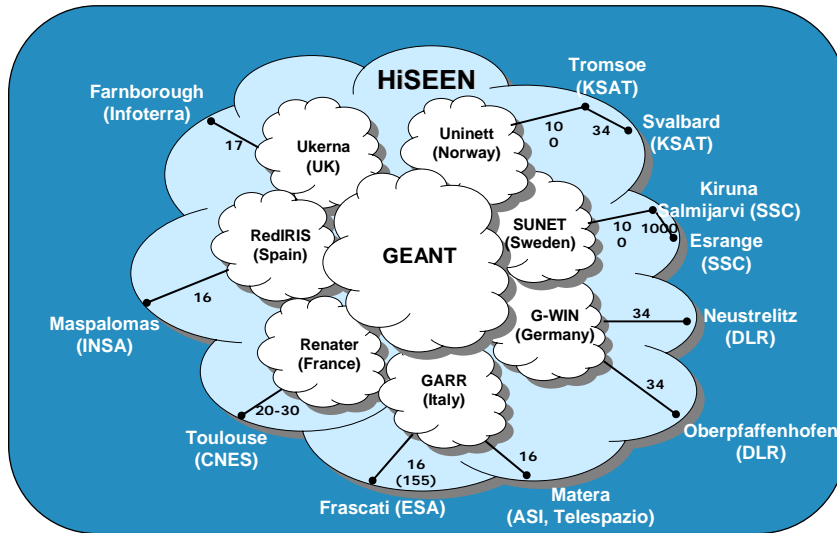 HiSEEN
Farnborough
(Infoterra)
17
Ukerna
(UK)
Uninett
(Norway)
10
0
34
Tromsoe
(KSAT)
Svalbard
(KSAT)
Kiruna
Salmijarvi (SSC)
10
0
1000
Esrange
(SSC)
SUNET
(Sweden)
RedIRIS
(Spain)
GEANT
16
Maspalomas
(INSA)
G-WIN
(Germany)
34
Neustrelitz
(DLR)
34
Oberpfaffenhofen
(DLR)
Renater
(France)
GARR
(Italy)
20-30
Toulouse
(CNES)
16
(155)
Frascati (ESA)
16
Matera
(ASI, Telespazio)